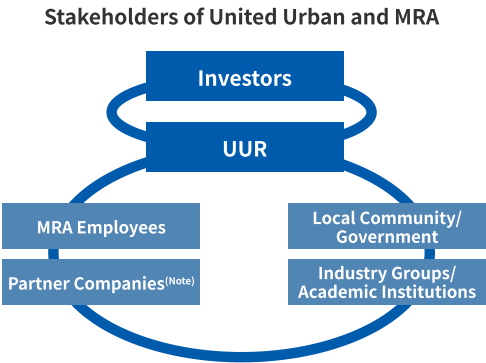 Stakeholders of United Urban and MRA
Investors
UUR
MRA Employees
Local Community/
Government
Partner Companies(Note)
Industry Groups/
Academic Institutions